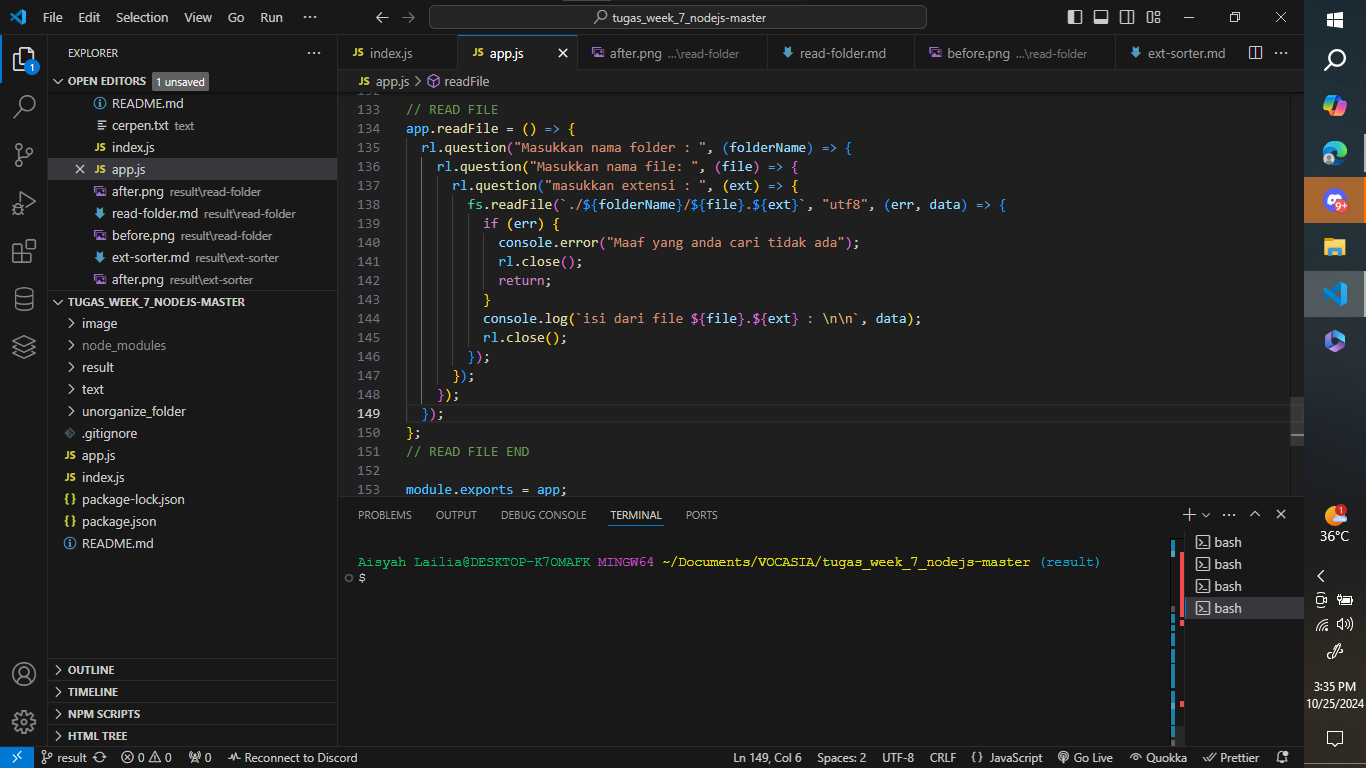 File Edit Selection View Go Run ··· tugas_week_7_nodejs-master
EXPLORER ···
OPEN EDITORS 1 unsaved
README.md
cerpen.txt text
index.js
app.js
after.png result\read-folder
read-folder.md result\read-folder
before.png result\read-folder
ext-sorter.md result\ext-sorter
after.png result\ext-sorter
TUGAS_WEEK_7_NODEJS-MASTER
image
node_modules
result
text
unorganize_folder
.gitignore
JS app.js
JS index.js
{} package-lock.json
{} package.json
README.md
OUTLINE
TIMELINE
NPM SCRIPTS
HTML TREE
JS index.js JS app.js after.png ...\read-folder read-folder.md before.png ...\read-folder ext-sorter.md
JS app.js > readFile
132
133 // READ FILE
134 app.readFile = () => {
135 rl.question("Masukkan nama folder : ", (folderName) => {
136 rl.question("Masukkan nama file: ", (file) => {
137 rl.question("masukkan extensi : ", (ext) => {
138 fs.readFile(`./${folderName}/${file}.${ext}`, "utf8", (err, data) => {
139 if (err) {
140 console.error("Maaf yang anda cari tidak ada");
141 rl.close();
142 return;
143 }
144 console.log(`isi dari file ${file}.${ext} : \n\n`, data);
145 rl.close();
146 });
147 });
148 });
149 });
150 };
151 // READ FILE END
152
153 module.exports = app;
PROBLEMS OUTPUT DEBUG CONSOLE TERMINAL PORTS
Aisyah Lailia@DESKTOP-K7OMAFK MINGW64 ~/Documents/VOCASIA/tugas_week_7_nodejs-master (result)
$
bash
bash
bash
bash
result 0 0 0 Reconnect to Discord Ln 149, Col 6 Spaces: 2 UTF-8 CRLF {} JavaScript Go Live Quokka Prettier
1
9+
1
36°C
3:35 PM
10/25/2024